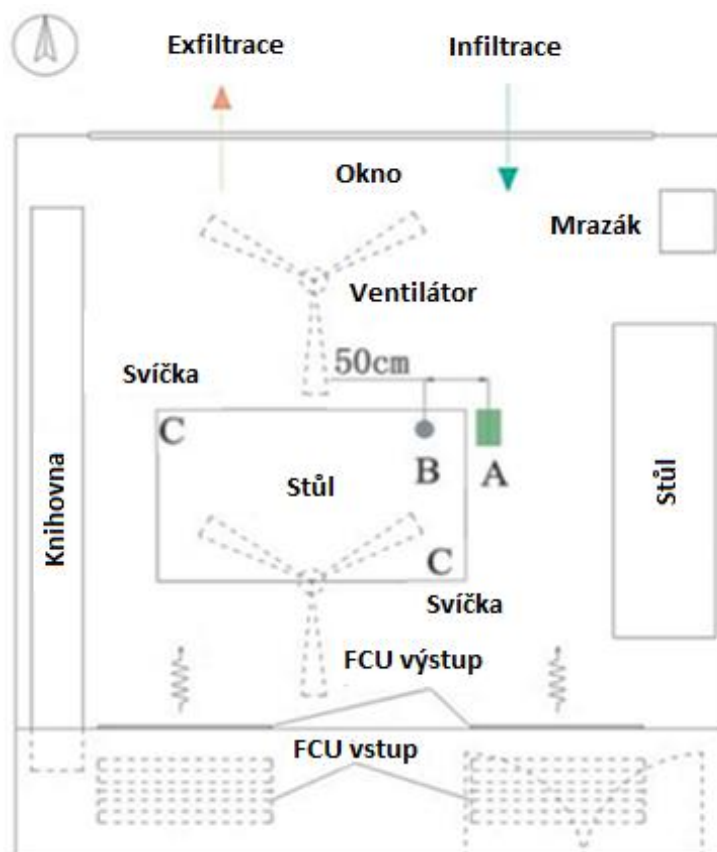 Exfiltrace
Infiltrace
Okno
Mrazák
Ventilátor
50cm
Svíčka
C
B
A
Stůl
Knihovna
Stůl
C
Svíčka
FCU výstup
FCU vstup